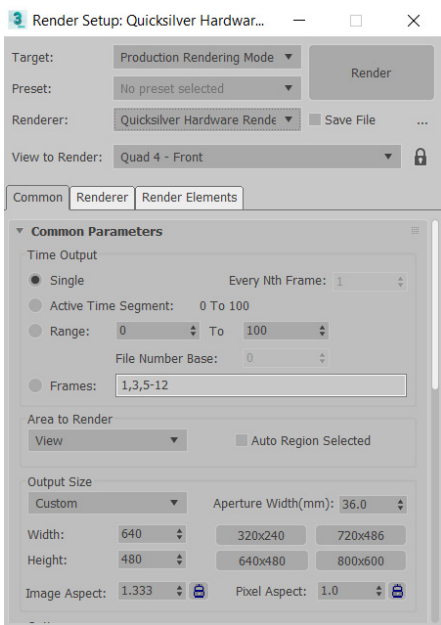 3 Render Setup: Quicksilver Hardwar...
Target: Production Rendering Mode
Render
Preset: No preset selected
Renderer: Quicksilver Hardware Rende Save File ...
View to Render: Quad 4 - Front
Common Renderer Render Elements
Common Parameters
Time Output
Single Every Nth Frame: 1
Active Time Segment: 0 To 100
Range: 0 To 100
File Number Base: 0
Frames: 1,3,5-12
Area to Render
View Auto Region Selected
Output Size
Custom Aperture Width(mm): 36.0
Width: 640 320x240 720x486
Height: 480 640x480 800x600
Image Aspect: 1.333 Pixel Aspect: 1.0